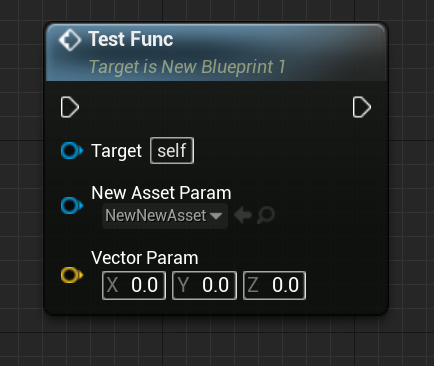 Test Func
Target is New Blueprint 1
Target self
New Asset Param
NewNewAsset
Vector Param
X 0.0 Y 0.0 Z 0.0